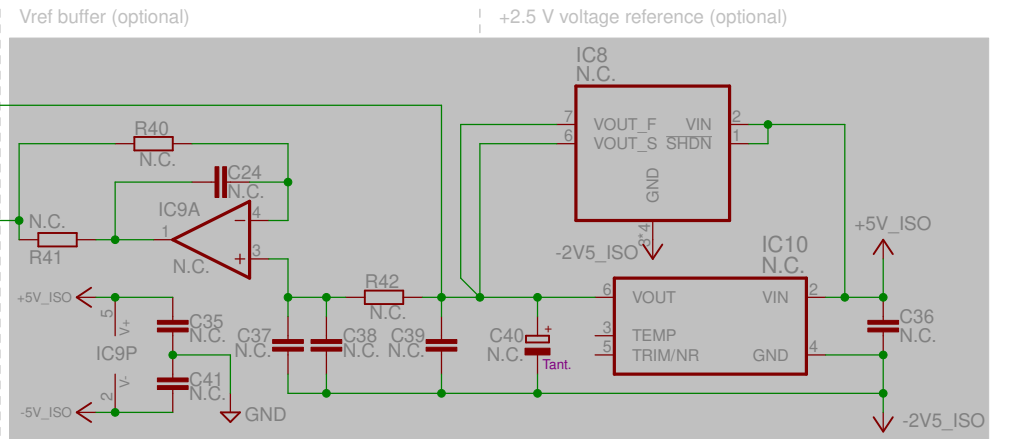 Vref buffer (optional)
+2.5 V voltage reference (optional)
IC8
N.C.
7 VOUT_F VIN 2
6 VOUT_S SHDN 1
GND
3*4
-2V5_ISO
R40
N.C.
C24
N.C.
IC9A
1
4
3
N.C.
N.C.
R41
+5V_ISO
5
V+
IC9P
V-
2
-5V_ISO
C35
N.C.
C41
N.C.
GND
R42
N.C.
C37
N.C.
C38
N.C.
C39
N.C.
C40
N.C.
+
Tant.
IC10
N.C.
6 VOUT VIN 2
3 TEMP
5 TRIM/NR GND 4
+5V_ISO
C36
N.C.
-2V5_ISO